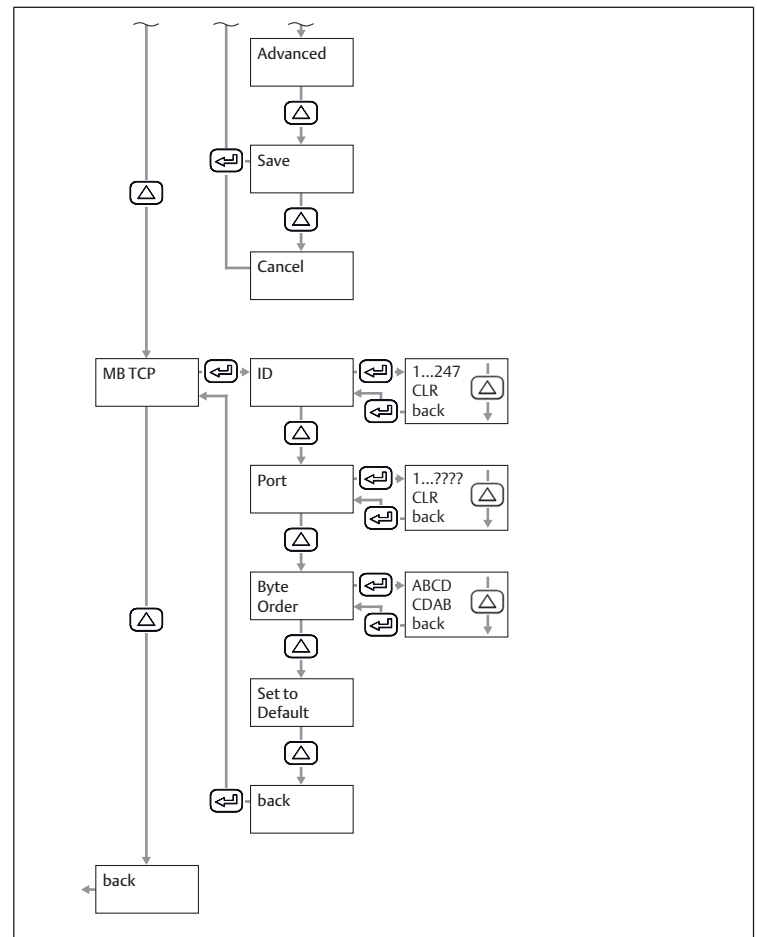 Advanced
Save
Cancel
MB TCP
ID
1...247
CLR
back
Port
1...????
CLR
back
Byte
Order
ABCD
CDAB
back
Set to
Default
back
back